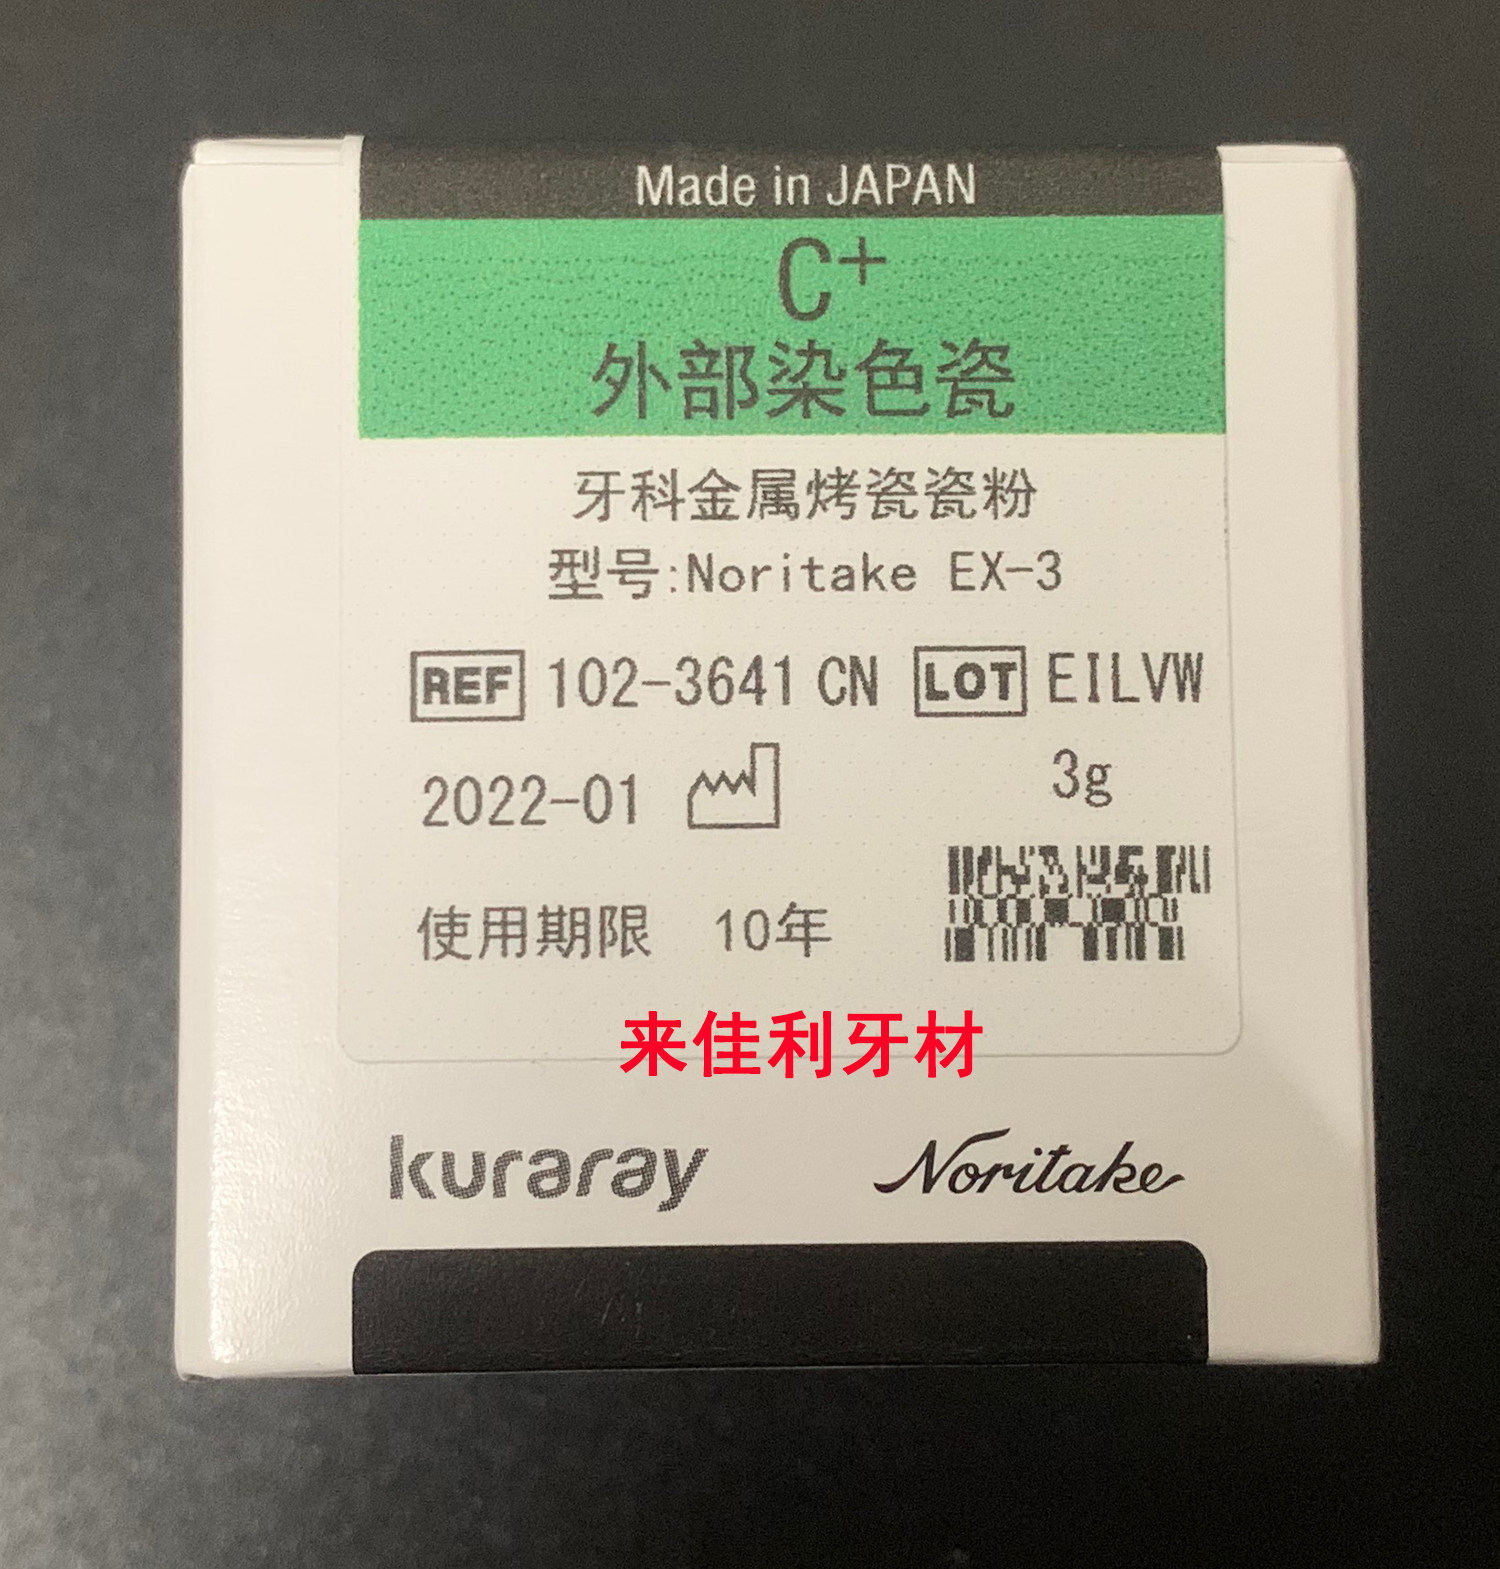 Made in JAPAN
C+
外部染色瓷
牙科金属烤瓷瓷粉
型号:Noritake EX-3
REF 102-3641 CN LOT EILVW
2022-01 3g
使用期限 10年
来佳利牙材
kuraray Noritake